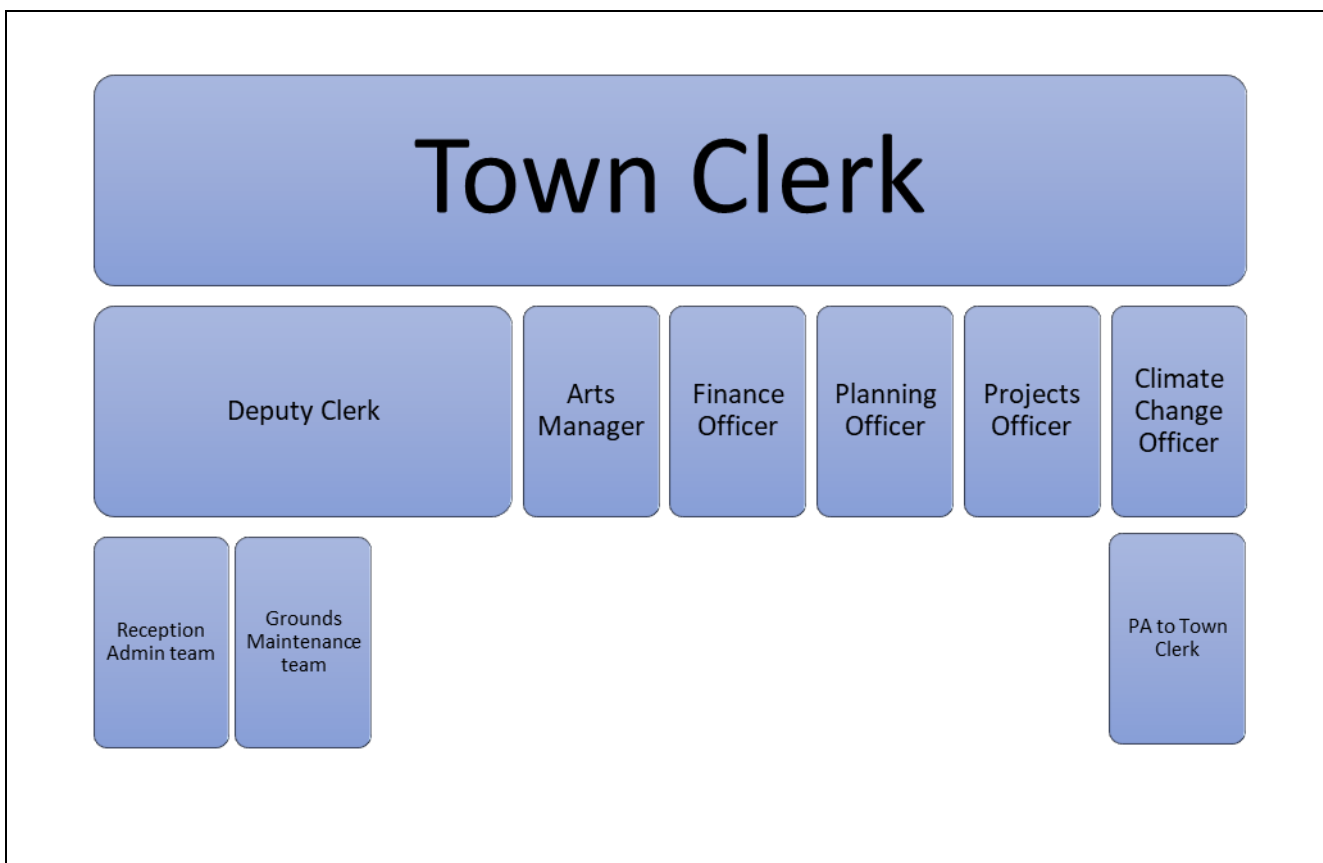 Town Clerk
Deputy Clerk
Arts
Manager
Finance
Officer
Planning
Officer
Projects
Officer
Climate
Change
Officer
Reception
Admin team
Grounds
Maintenance
team
PA to Town
Clerk